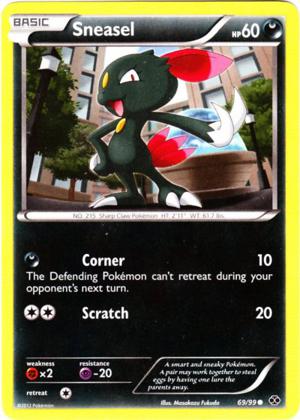 BASIC
Sneasel
HP60
NO. 215 Sharp Claw Pokémon HT: 2'11" WT: 61.7 lbs.
Corner 10
The Defending Pokémon can't retreat during your
opponent's next turn.
Scratch 20
weakness resistance
×2 -20
retreat
A smart and sneaky Pokémon.
A pair may work together to steal
eggs by having one lure the
parents away.
©2012 Pokémon
Illus. Masakazu Fukuda
69/99